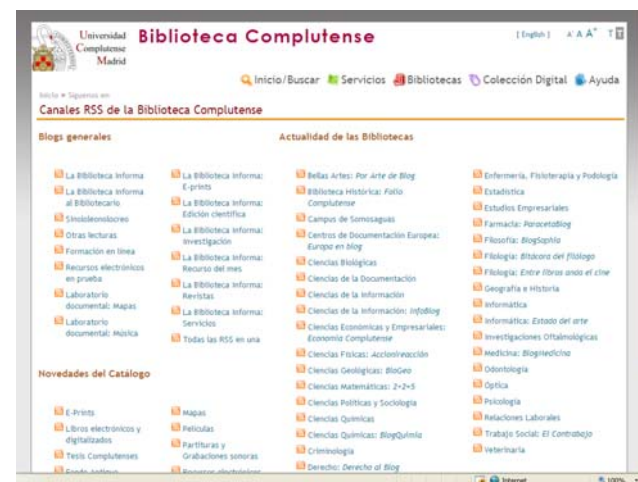 Universidad
Complutense
Madrid
Biblioteca Complutense
[ English ] A- A A+ T T
Inicio/Buscar Servicios Bibliotecas Colección Digital Ayuda
Inicio » Síguenos en
Canales RSS de la Biblioteca Complutense
Blogs generales
La Biblioteca Informa
La Biblioteca Informa
al Bibliotecario
Sinololeonolocreo
Otras lecturas
Formación en línea
Recursos electrónicos
en prueba
Laboratorio
documental: Mapas
Laboratorio
documental: Música
La Biblioteca Informa:
E-prints
La Biblioteca Informa:
Edición científica
La Biblioteca Informa:
Investigación
La Biblioteca Informa:
Recurso del mes
La Biblioteca Informa:
Revistas
La Biblioteca Informa:
Servicios
Todas las RSS en una
Novedades del Catálogo
E-Prints
Libros electrónicos y
digitalizados
Tesis Complutenses
Fondo Antiguo
Mapas
Películas
Partituras y
Grabaciones sonoras
Recursos electrónicos
Actualidad de las Bibliotecas
Bellas Artes: Por Arte de Blog
Biblioteca Histórica: Folio
Complutense
Campus de Somosaguas
Centros de Documentación Europea:
Europa en blog
Ciencias Biológicas
Ciencias de la Documentación
Ciencias de la Información
Ciencias de la Información: InfoBlog
Ciencias Económicas y Empresariales:
Economía Complutense
Ciencias Físicas: Accionireacción
Ciencias Geológicas: BloGeo
Ciencias Matemáticas: 2+2=5
Ciencias Políticas y Sociología
Ciencias Químicas
Ciencias Químicas: BlogQuímia
Criminología
Derecho: Derecho al Blog
Enfermería, Fisioterapia y Podología
Estadística
Estudios Empresariales
Farmacia: ParacetaBlog
Filosofía: BlogSophia
Filología: Bitácora del filólogo
Filología: Entre libros anda el cine
Geografía e Historia
Informática
Informática: Estado del arte
Investigaciones Oftalmológicas
Medicina: BlogMedicina
Odontología
Óptica
Psicología
Relaciones Laborales
Trabajo Social: El Contrabajo
Veterinaria
Internet 100%